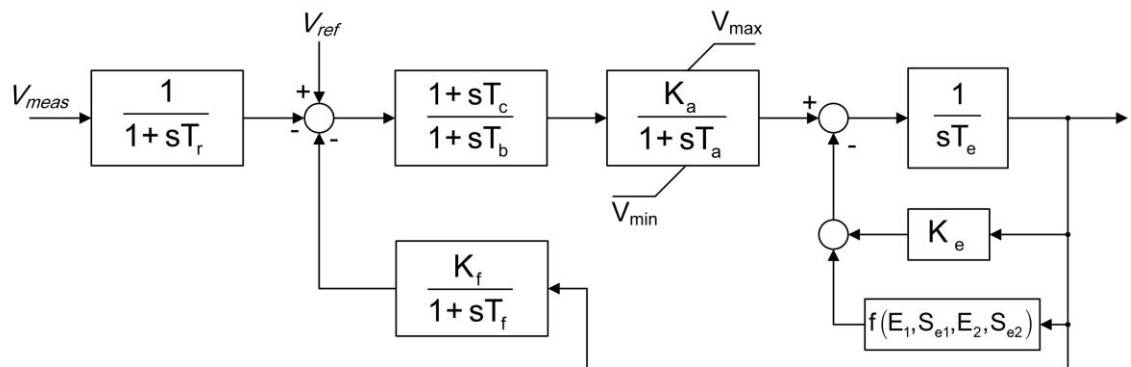 V_ref
V_max
V_meas
1
1 + sT_r
+
-
-
1 + sT_c
1 + sT_b
K_a
1 + sT_a
+
-
1
sT_e
V_min
K_e
K_f
1 + sT_f
f(E_1,S_e1,E_2,S_e2)